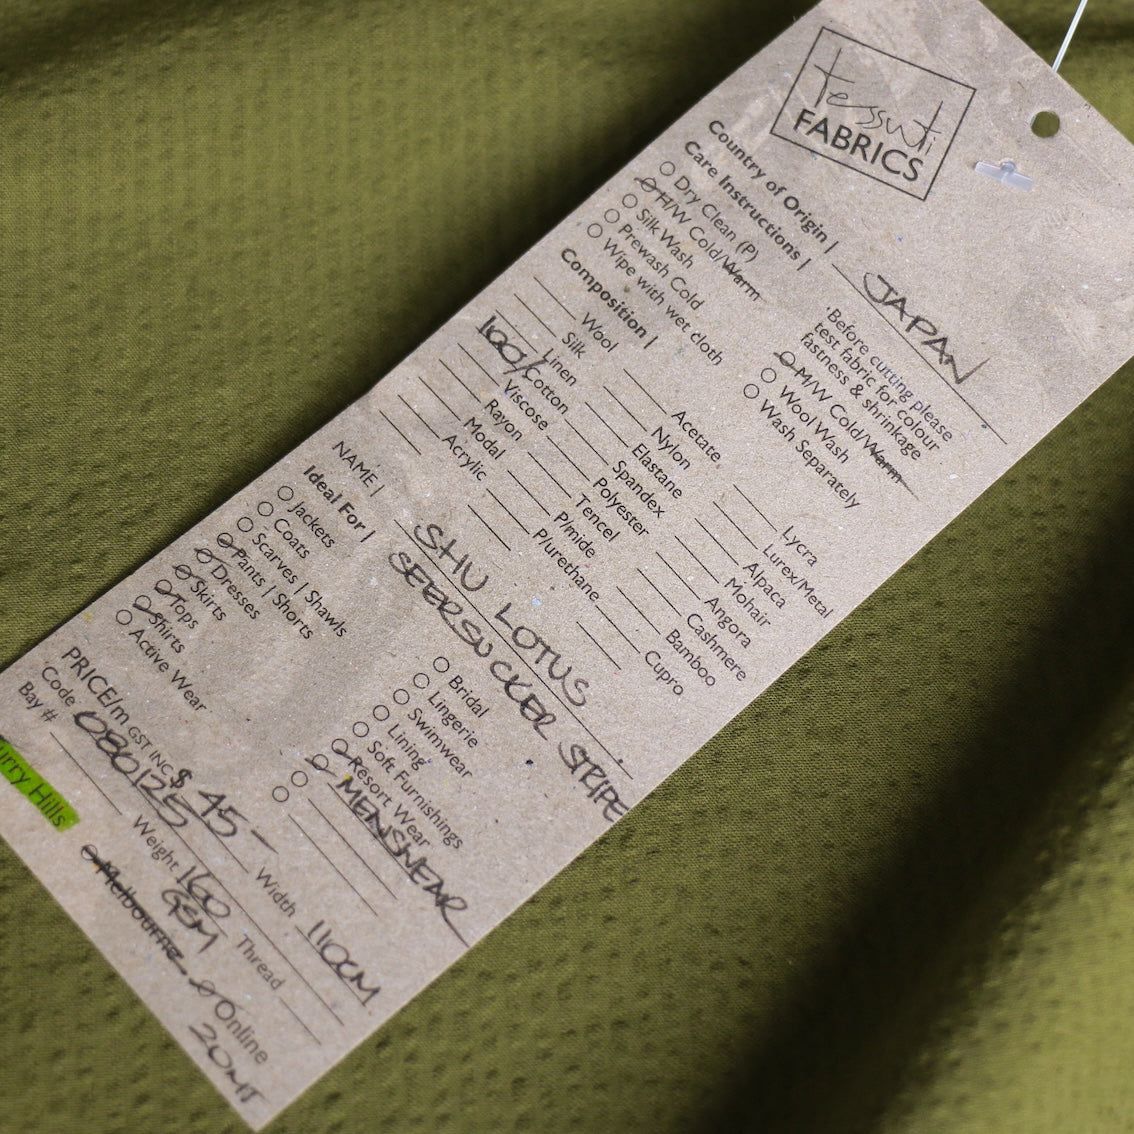 tessuti
FABRICS
Country of Origin | JAPAN
Care Instructions |
Dry Clean (P)
H/W Cold/Warm
Silk Wash
Prewash Cold
Wipe with wet cloth
Before cutting please
test fabric for colour
fastness & shrinkage
M/W Cold/Warm
Wool Wash
Wash Separately
Composition |
Wool
Silk
Linen
100% Cotton
Viscose
Rayon
Modal
Acrylic
Acetate
Nylon
Elastane
Spandex
Polyester
Tencel
P/mide
P/urethane
Lycra
Lurex/Metal
Alpaca
Mohair
Angora
Cashmere
Bamboo
Cupro
NAME | SHU LOTUS
SEERSUCKER STRIPE
Ideal For |
Jackets
Coats
Scarves | Shawls
Pants | Shorts
Dresses
Skirts
Tops
Shirts
Active Wear
Bridal
Lingerie
Swimwear
Lining
Soft Furnishings
Resort Wear
MENSWEAR
PRICE/m GST INC $ 45- Width 110CM
Code 080125 Weight 160 GSM Thread
Bay #
urry Hills
Melbourne
Online
20MT